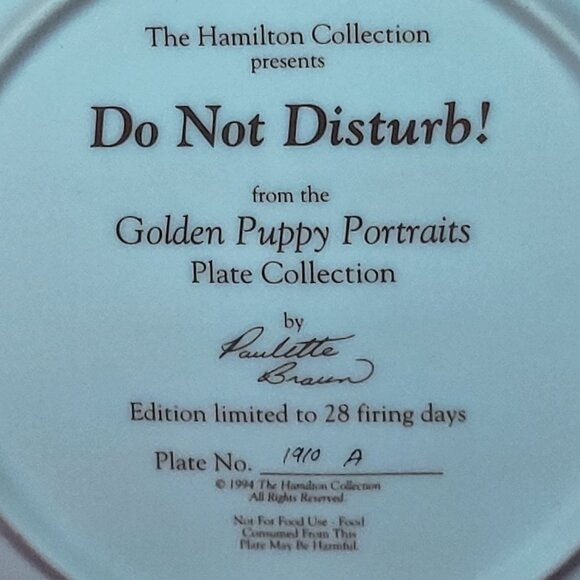 The Hamilton Collection
presents
Do Not Disturb!
from the
Golden Puppy Portraits
Plate Collection
by
Paulette
Braun
Edition limited to 28 firing days
Plate No. 1910 A
© 1994 The Hamilton Collection
All Rights Reserved.
Not For Food Use - Food
Consumed From This
Plate May Be Harmful.